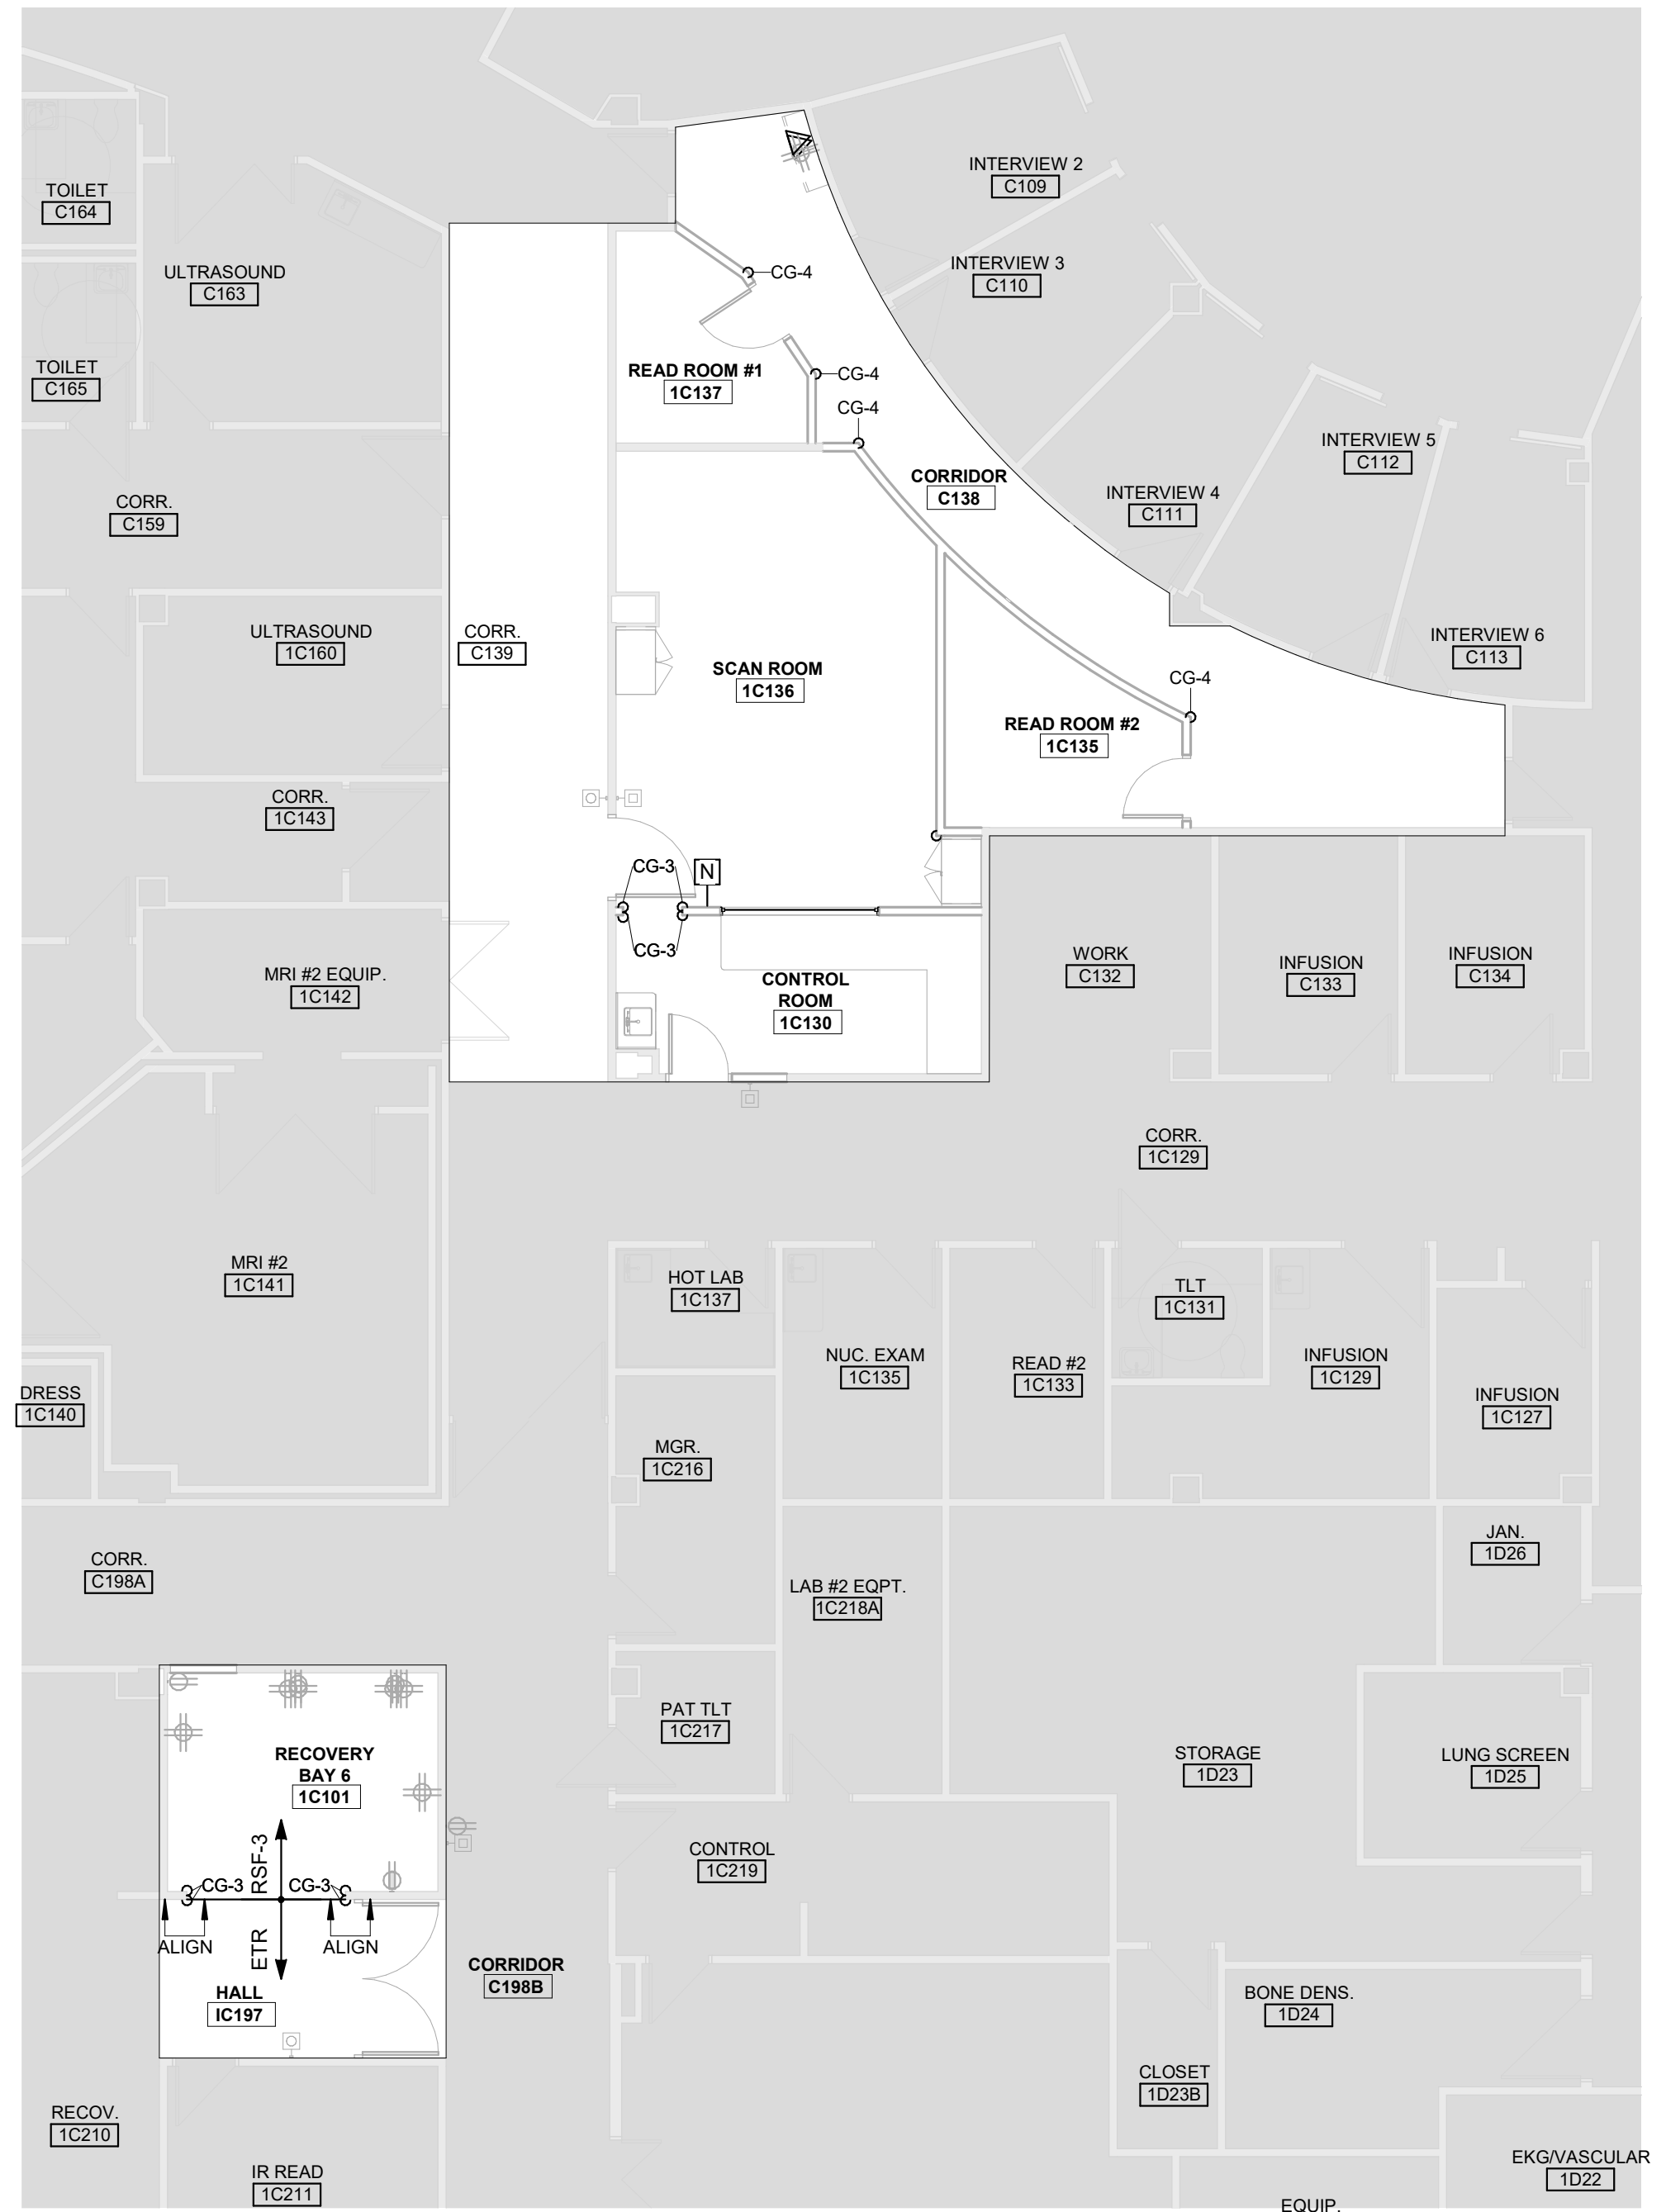 INTERVIEW 2
C109
TOILET
C164
INTERVIEW 3
C110
ULTRASOUND
C163
CG-4
TOILET
C165
READ ROOM #1
1C137
CG-4
CG-4
INTERVIEW 5
C112
CORRIDOR
C138
INTERVIEW 4
C111
CORR.
C159
ULTRASOUND
1C160
CORR.
C139
INTERVIEW 6
C113
SCAN ROOM
1C136
CG-4
READ ROOM #2
1C135
CORR.
1C143
CG-3
N
CG-3
MRI #2 EQUIP.
1C142
CONTROL
ROOM
1C130
WORK
C132
INFUSION
C133
INFUSION
C134
CORR.
1C129
MRI #2
1C141
HOT LAB
1C137
TLT
1C131
NUC. EXAM
1C135
READ #2
1C133
INFUSION
1C129
INFUSION
1C127
DRESS
1C140
MGR.
1C216
JAN.
1D26
CORR.
C198A
LAB #2 EQPT.
1C218A
PAT TLT
1C217
STORAGE
1D23
LUNG SCREEN
1D25
RECOVERY
BAY 6
1C101
RSF-3
CG-3
CG-3
CONTROL
1C219
ALIGN
ALIGN
ETR
CORRIDOR
C198B
HALL
IC197
BONE DENS.
1D24
CLOSET
1D23B
RECOV.
1C210
IR READ
1C211
EKG/VASCULAR
1D22
EQUIP.